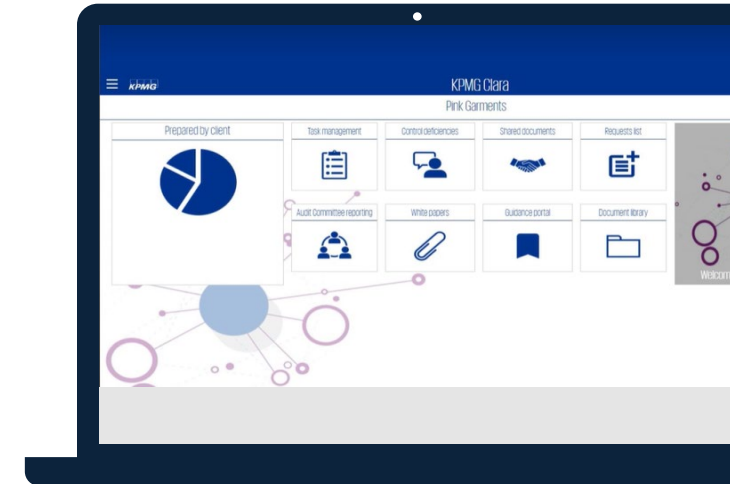 KPMG
KPMG Clara
Pink Garments
Prepared by client
Task management
Control deficiencies
Shared documents
Requests list
Audit Committee reporting
White papers
Guidance portal
Document library